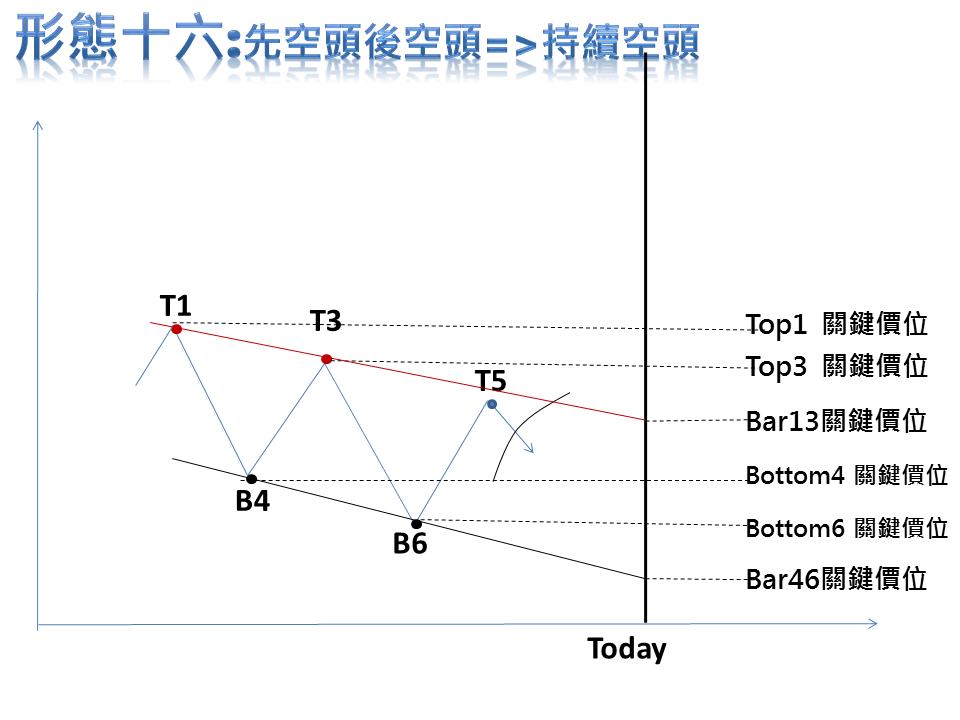 形態十六:先空頭後空頭=>持續空頭
T1
T3
T5
B4
B6
Top1 關鍵價位
Top3 關鍵價位
Bar13關鍵價位
Bottom4 關鍵價位
Bottom6 關鍵價位
Bar46關鍵價位
Today